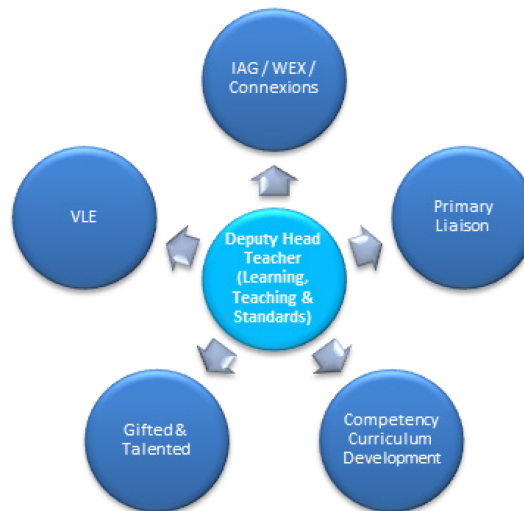 IAG / WEX /
Connexions
VLE
Primary
Liaison
Deputy Head
Teacher
(Learning,
Teaching &
Standards)
Gifted &
Talented
Competency
Curriculum
Development